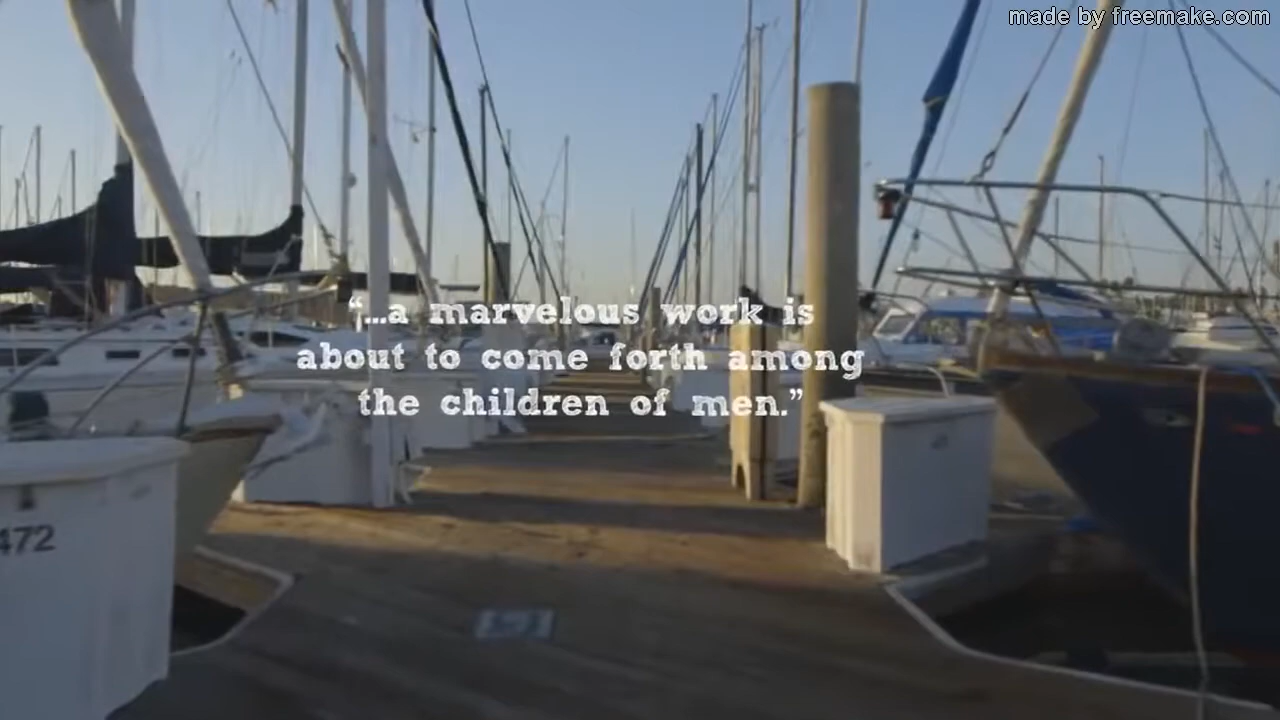 made by freemake.com
“...a marvelous work is
about to come forth among
the children of men.”
472